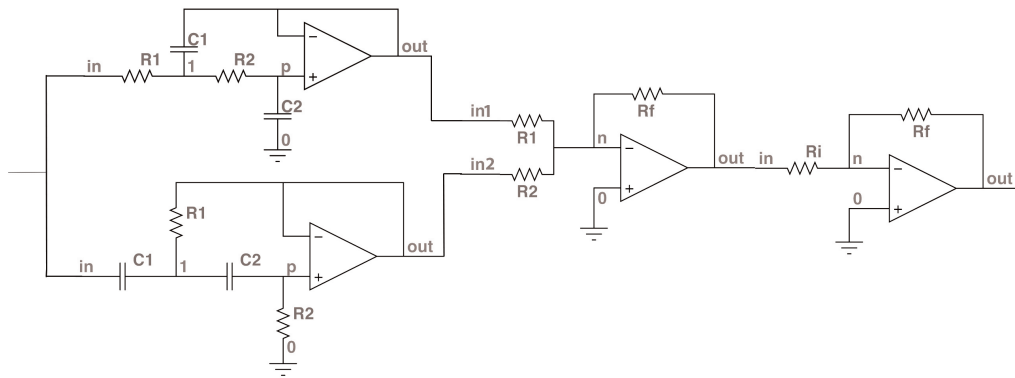 C1
out
in
R1
1
R2
p
−
+
C2
0
in1
R1
in2
R2
Rf
n
−
+
0
out
in
Ri
Rf
n
−
+
0
out
R1
−
+
out
in
C1
1
C2
p
R2
0